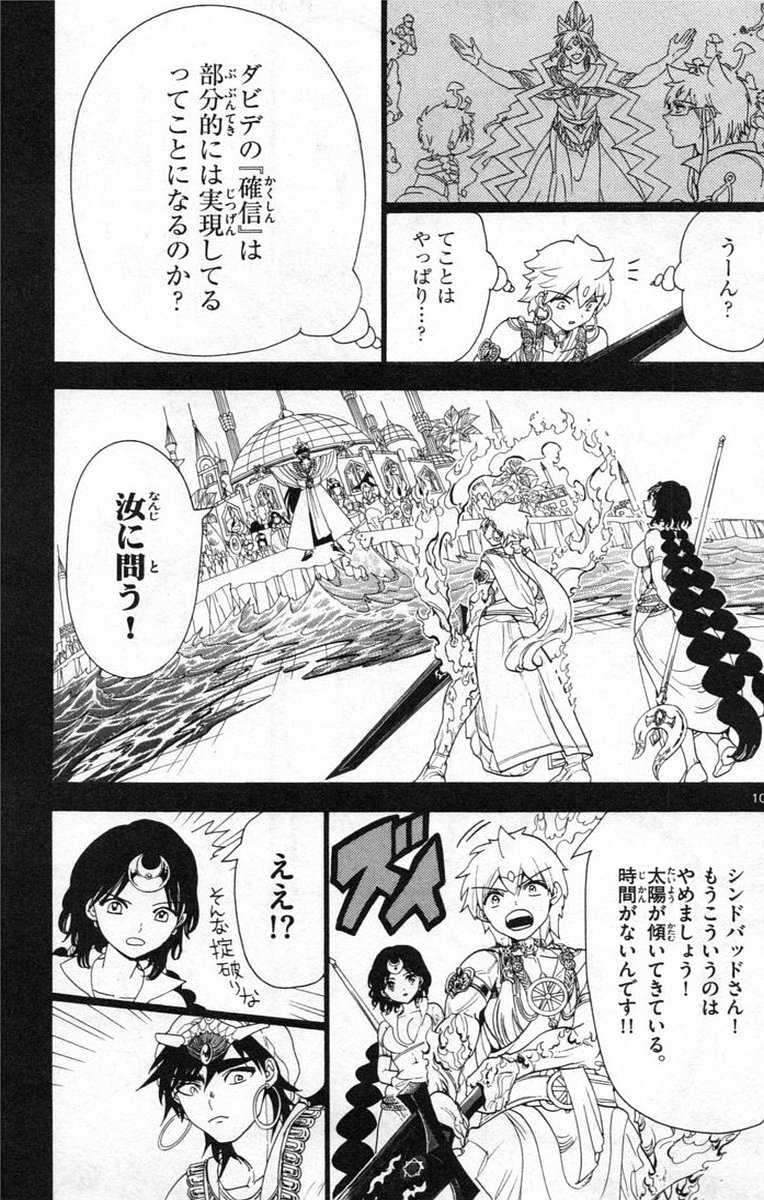 うーん？
てことは
やっぱり…？
ダビデの『確信』は
部分的には実現してる
ってことになるのか？
汝に問う！
シンドバッドさん！
もうこういうのは
やめましょう！
太陽が傾いてきている。
時間がないんです!!
ズイ
ええ!?
そんな掟破りな
10